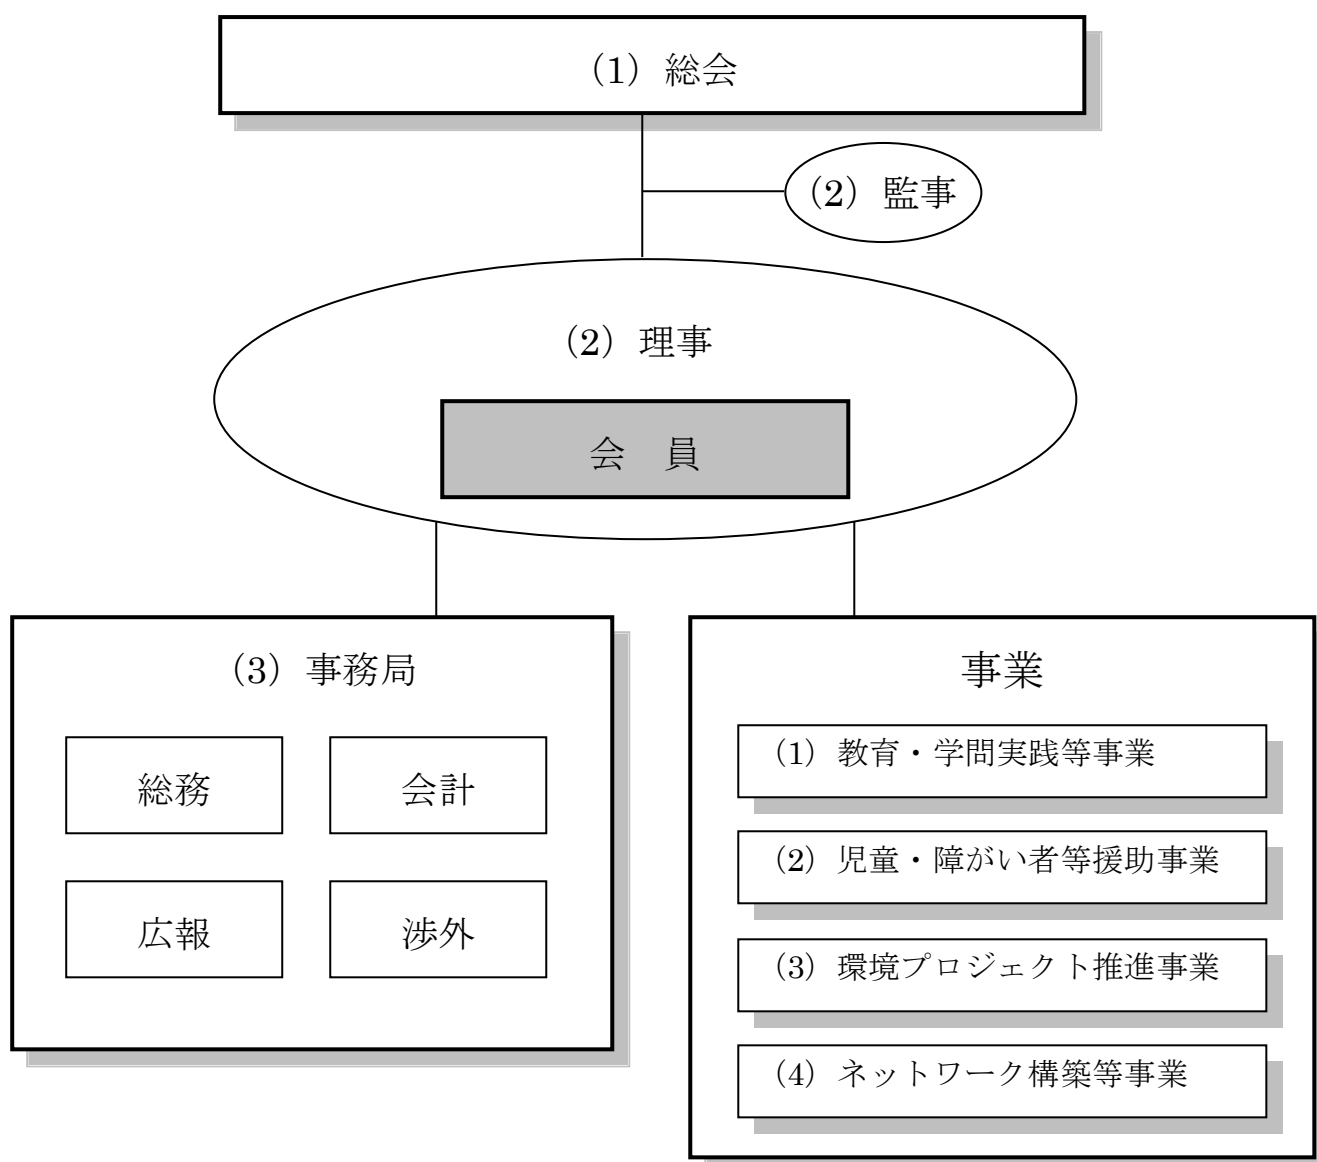 (1) 総会
(2) 監事
(2) 理事
会　員
(3) 事務局
総務
会計
広報
渉外
事業
(1) 教育・学問実践等事業
(2) 児童・障がい者等援助事業
(3) 環境プロジェクト推進事業
(4) ネットワーク構築等事業